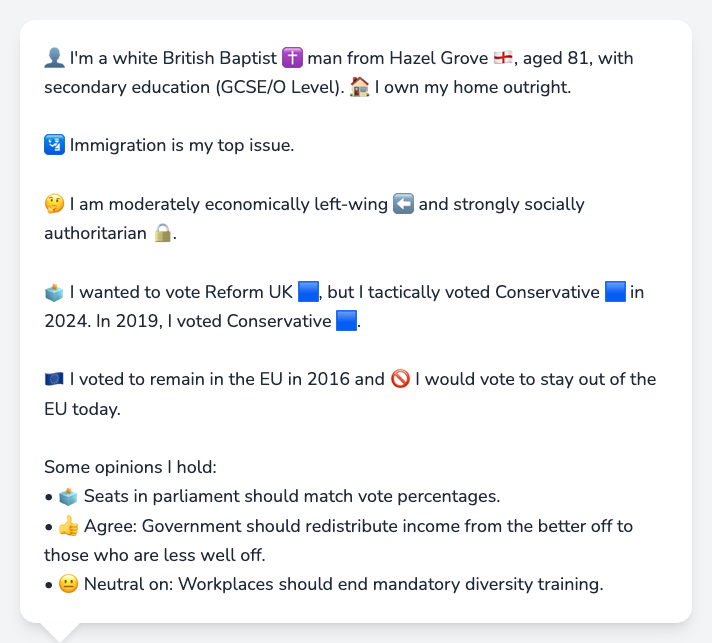 👤 I'm a white British Baptist ✝️ man from Hazel Grove 🏴󠁧󠁢󠁥󠁮󠁧󠁿, aged 81, with
secondary education (GCSE/O Level). 🏠 I own my home outright.
🛂 Immigration is my top issue.
🤔 I am moderately economically left-wing ⬅️ and strongly socially
authoritarian 🔒.
🗳️ I wanted to vote Reform UK 🟦, but I tactically voted Conservative 🟦 in
2024. In 2019, I voted Conservative 🟦.
🇪🇺 I voted to remain in the EU in 2016 and 🚫 I would vote to stay out of the
EU today.
Some opinions I hold:
• 🗳️ Seats in parliament should match vote percentages.
• 👍 Agree: Government should redistribute income from the better off to
those who are less well off.
• 😐 Neutral on: Workplaces should end mandatory diversity training.